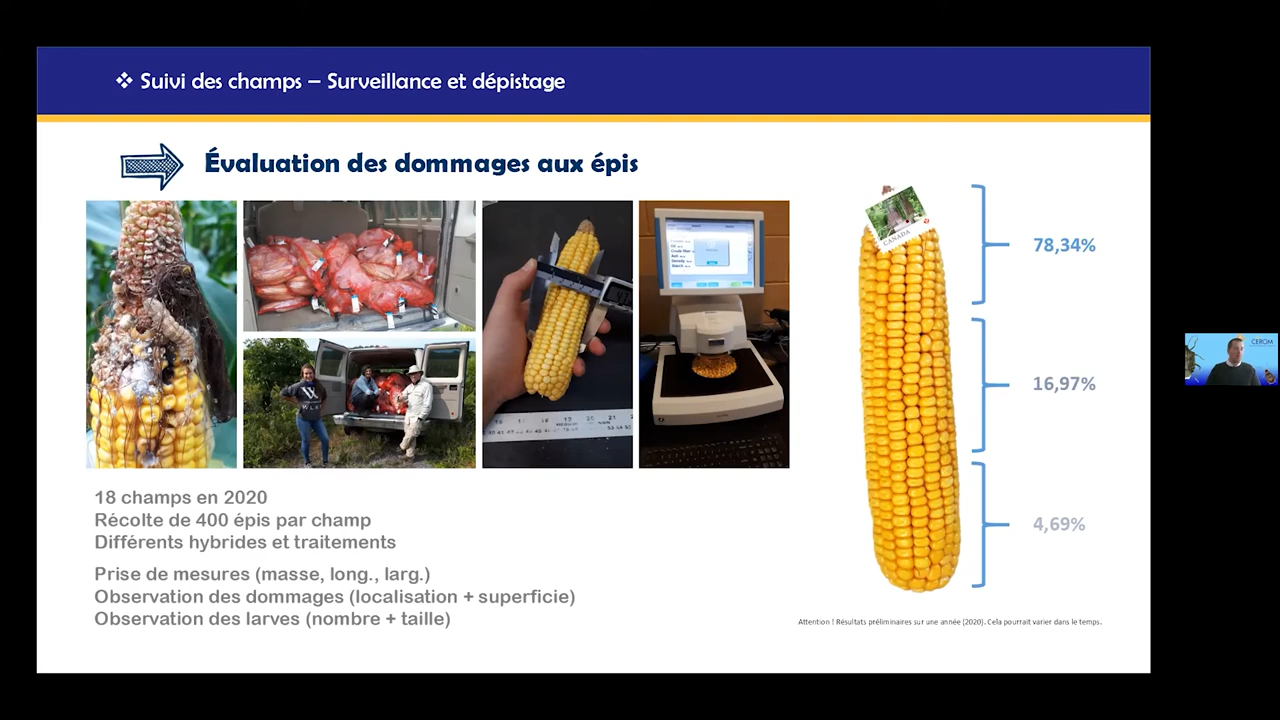 ❖ Suivi des champs – Surveillance et dépistage
Évaluation des dommages aux épis
CANADA
78,34%
16,97%
4,69%
18 champs en 2020
Récolte de 400 épis par champ
Différents hybrides et traitements
Prise de mesures (masse, long., larg.)
Observation des dommages (localisation + superficie)
Observation des larves (nombre + taille)
Attention ! Résultats préliminaires sur une année (2020). Cela pourrait varier dans le temps.
CEROM